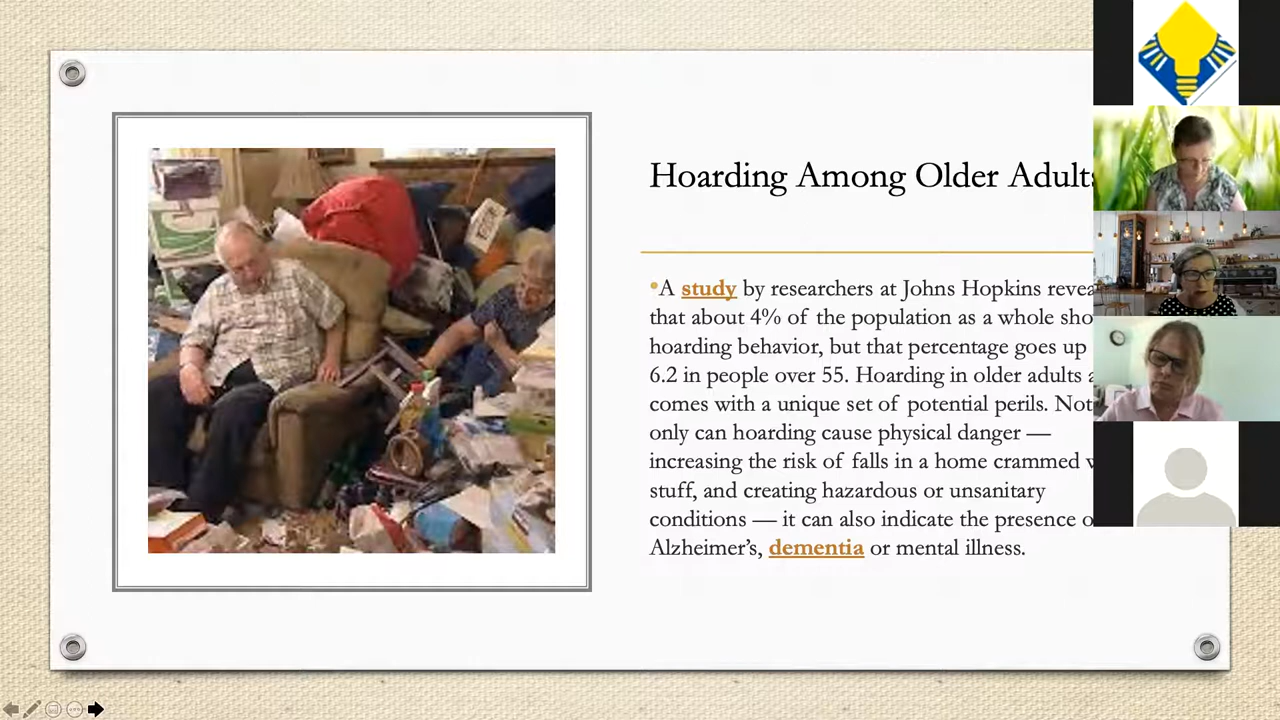 Hoarding Among Older Adults
•A study by researchers at Johns Hopkins
that about 4% of the population as a whole
hoarding behavior, but that percentage goes up
6.2 in people over 55. Hoarding in older adults
comes with a unique set of potential perils. Not
only can hoarding cause physical danger —
increasing the risk of falls in a home crammed
stuff, and creating hazardous or unsanitary
conditions — it can also indicate the presence
Alzheimer’s, dementia or mental illness.